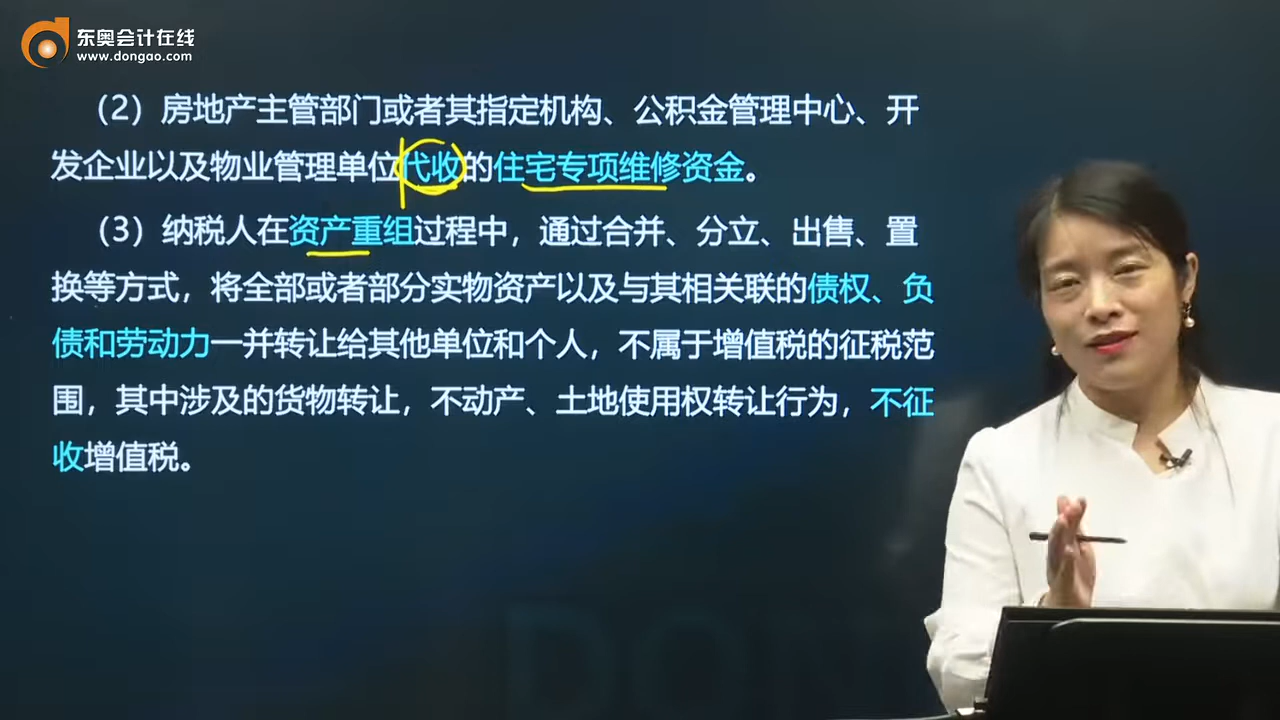 东奥会计在线
www.dongao.com
（2）房地产主管部门或者其指定机构、公积金管理中心、开
发企业以及物业管理单位代收的住宅专项维修资金。
（3）纳税人在资产重组过程中，通过合并、分立、出售、置
换等方式，将全部或者部分实物资产以及与其相关联的债权、负
债和劳动力一并转让给其他单位和个人，不属于增值税的征税范
围，其中涉及的货物转让，不动产、土地使用权转让行为，不征
收增值税。